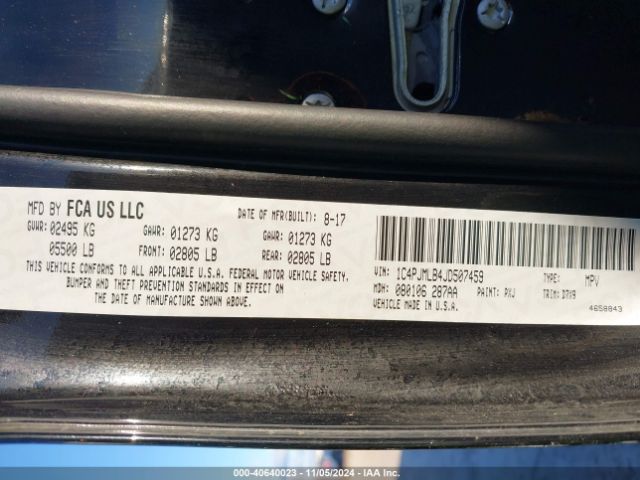 MFD BY FCA US LLC
DATE OF MFR(BUILT): 8-17
GVWR: 02495 KG
GAWR: 01273 KG
GAWR: 01273 KG
05500 LB
FRONT: 02805 LB
REAR: 02805 LB
THIS VEHICLE CONFORMS TO ALL APPLICABLE U.S.A. FEDERAL MOTOR VEHICLE SAFETY,
BUMPER AND THEFT PREVENTION STANDARDS IN EFFECT ON
THE DATE OF MANUFACTURE SHOWN ABOVE.
VIN: 1C4PJMLB4JD507459
TYPE: MPV
MDH: 080106 287AA
PAINT: PXJ
TRIM: D7X9
VEHICLE MADE IN U.S.A.
4658843
000-40640023 — 11/05/2024 — IAA Inc.